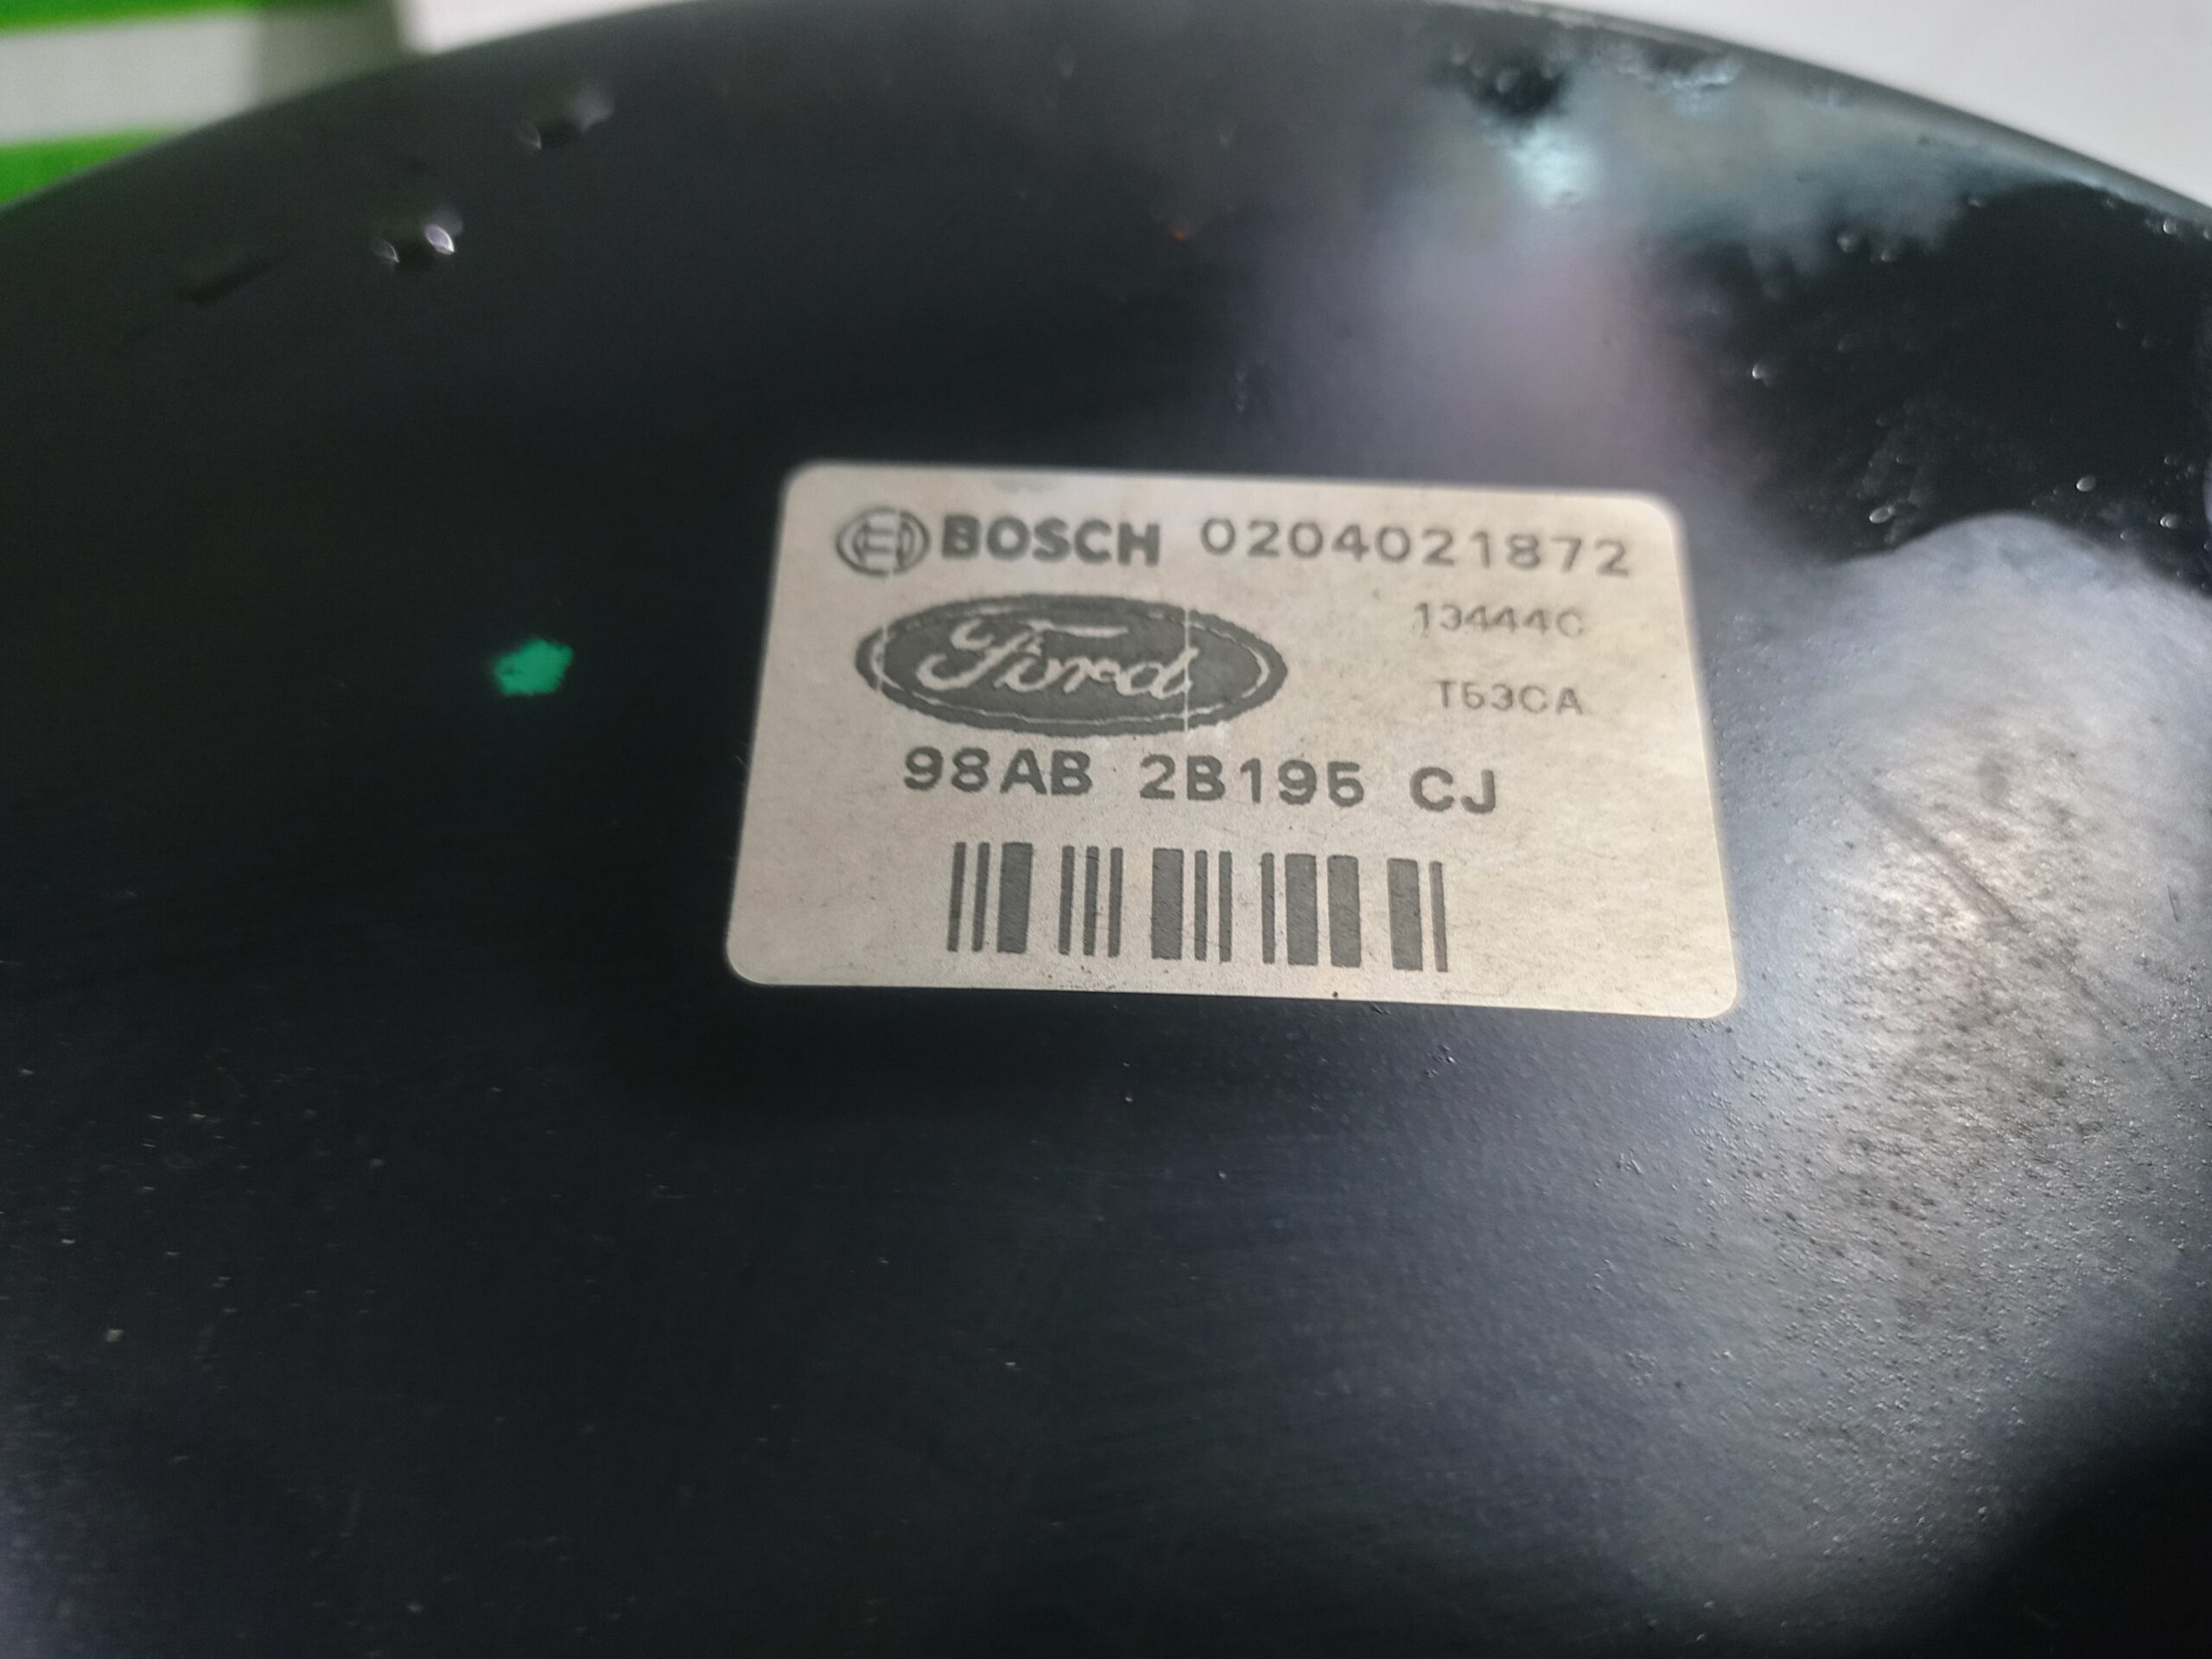 BOSCH 0204021872
Ford 13444C
T53CA
98AB 2B195 CJ